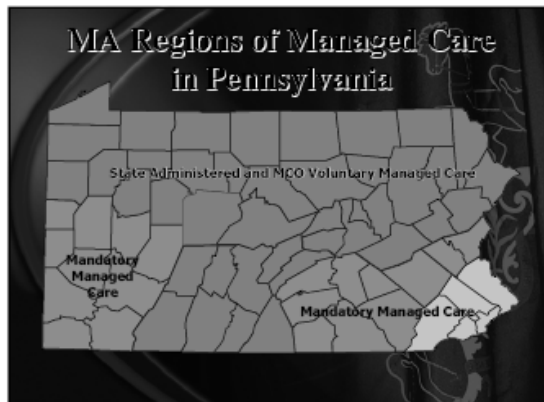 MA Regions of Managed Care
in Pennsylvania
State Administered and MCO Voluntary Managed Care
Mandatory
Managed
Care
Mandatory Managed Care